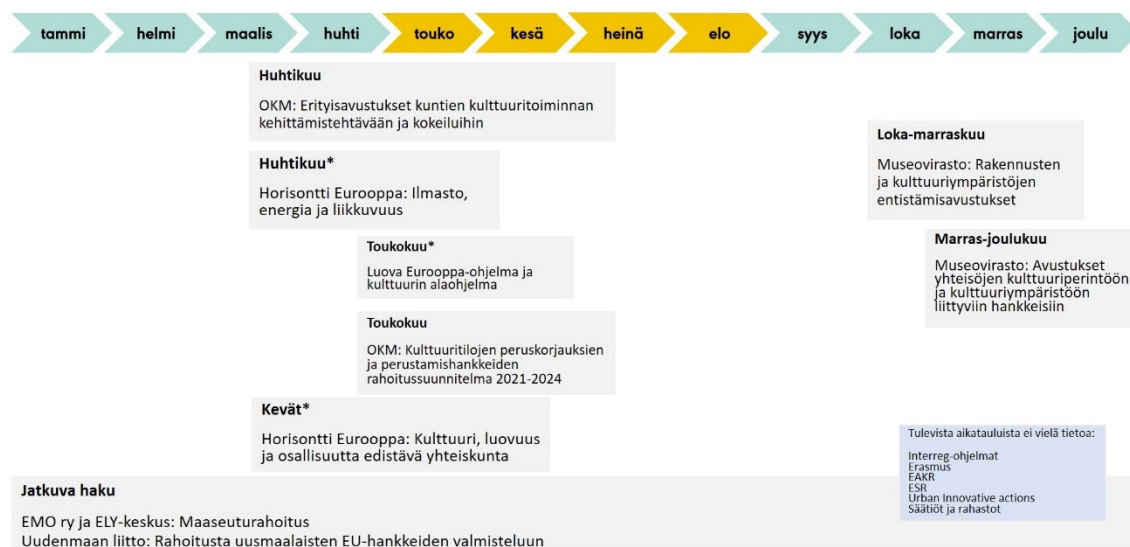 tammi
helmi
maalis
huhti
touko
kesä
heinä
elo
syys
loka
marras
joulu
Huhtikuu
OKM: Erityisavustukset kuntien kulttuuritoiminnan
kehittämistehtävään ja kokeiluihin
Huhtikuu*
Horisontti Eurooppa: Ilmasto,
energia ja liikkuvuus
Toukokuu*
Luova Eurooppa-ohjelma ja
kulttuurin alaohjelma
Toukokuu
OKM: Kulttuuritilojen peruskorjauksien
ja perustamishankkeiden
rahoitussuunnitelma 2021-2024
Kevät*
Horisontti Eurooppa: Kulttuuri, luovuus
ja osallisuutta edistävä yhteiskunta
Loka-marraskuu
Museovirasto: Rakennusten
ja kulttuuriympäristöjen
entistämisavustukset
Marras-joulukuu
Museovirasto: Avustukset
yhteisöjen kulttuuriperintöön
ja kulttuuriympäristöön
liittyviin hankkeisiin
Tulevista aikatauluista ei vielä tietoa:
Interreg-ohjelmat
Erasmus
EAKR
ESR
Urban Innovative actions
Säätiöt ja rahastot
Jatkuva haku
EMO ry ja ELY-keskus: Maaseuturahoitus
Uudenmaan liitto: Rahoitusta uusmaalaisten EU-hankkeiden valmisteluun